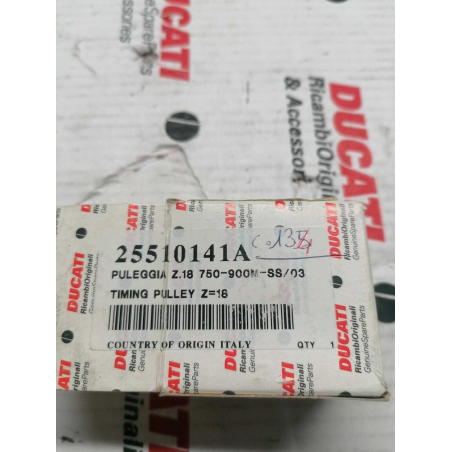 DUCATI
RicambiOriginali
& Accessori
25510141A
PULEGGIA Z.18 750-900M-SS/03
TIMING PULLEY Z=18
COUNTRY OF ORIGIN ITALY QTY 1
DUCATI
RicambiOriginali
GenuineSpareParts